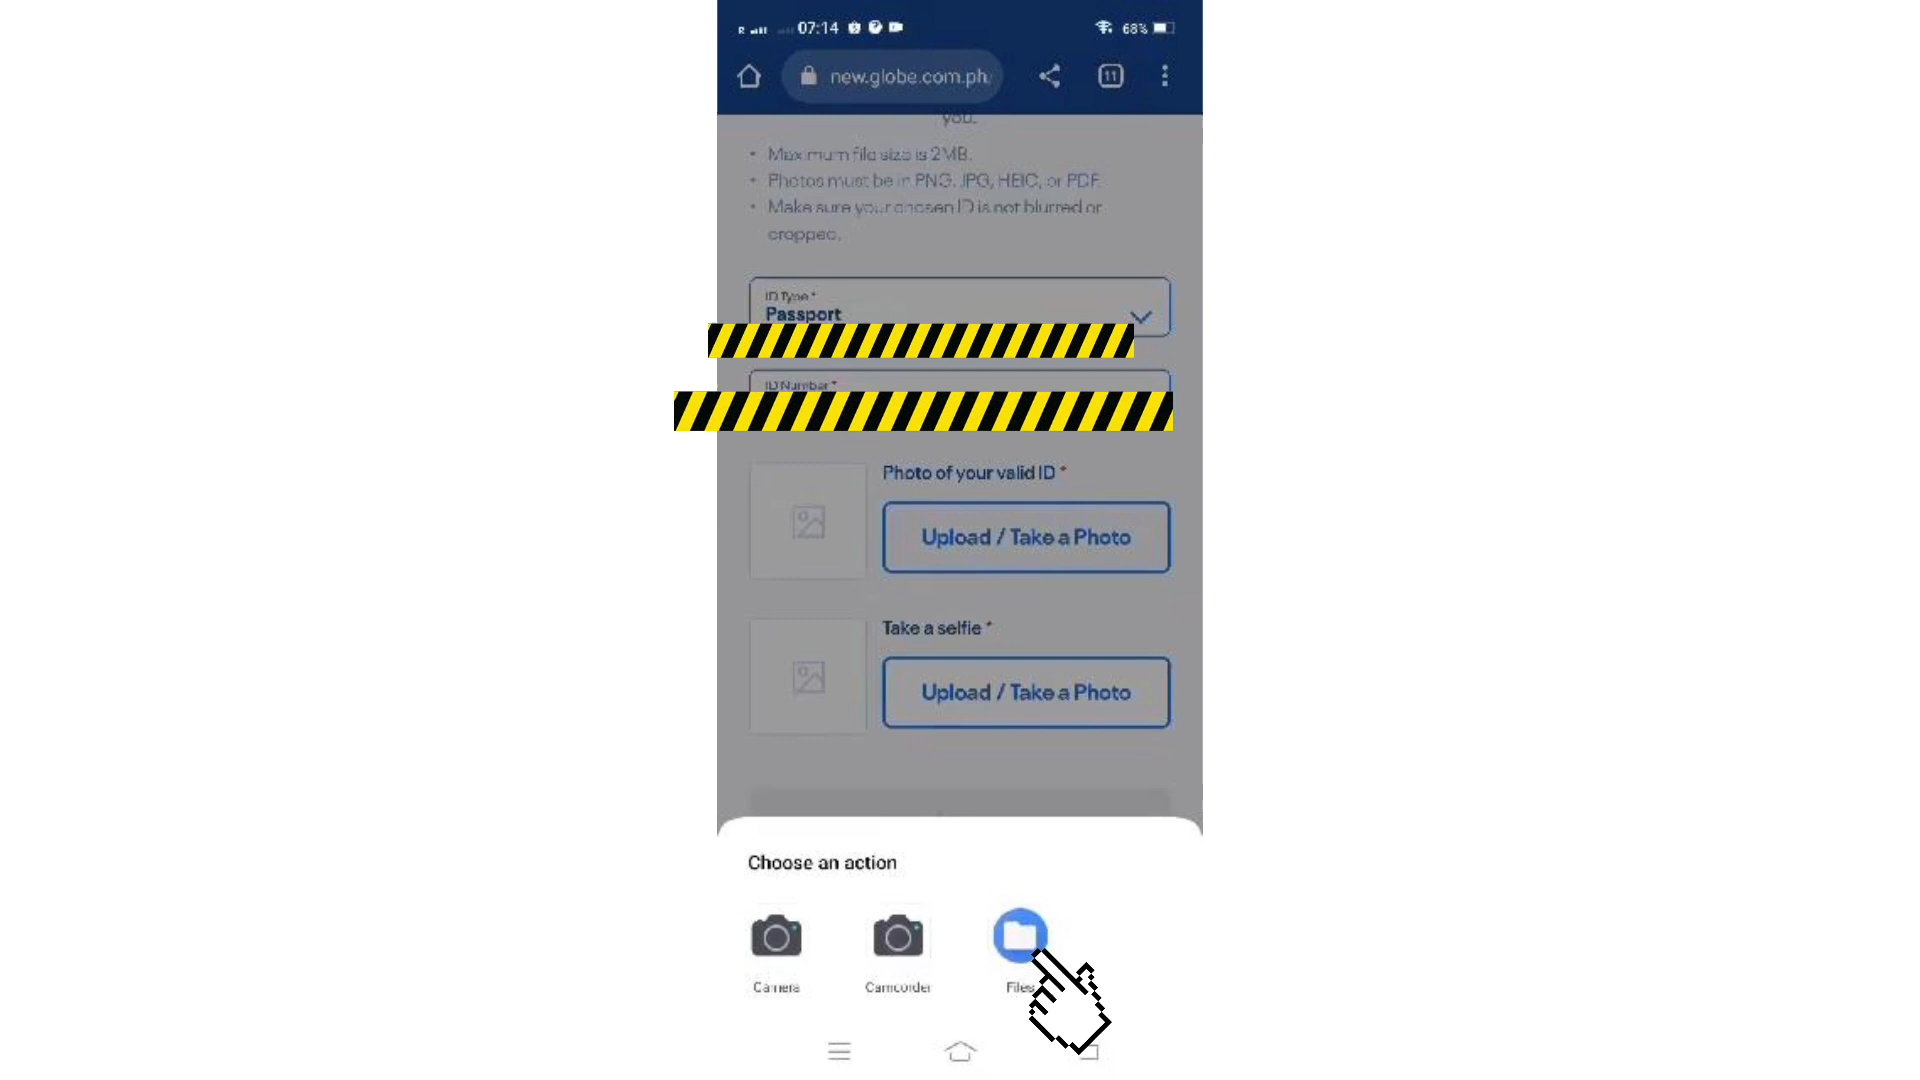 R
07:14
68%
new.globe.com.ph
11
you.
• Maximum file size is 2MB.
• Photos must be in PNG, JPG, HEIC, or PDF.
• Make sure your chosen ID is not blurred or
cropped.
ID Type *
Passport
ID Number *
Photo of your valid ID *
Upload / Take a Photo
Take a selfie *
Upload / Take a Photo
Choose an action
Camera
Camcorder
Files